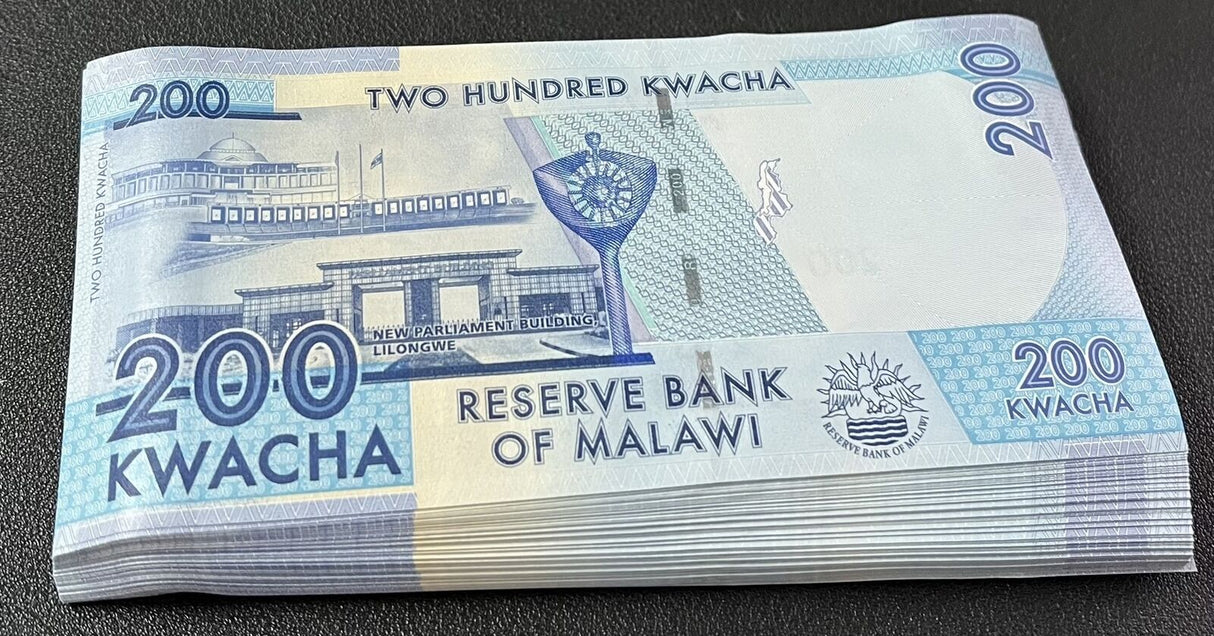 200
TWO HUNDRED KWACHA
200
TWO HUNDRED KWACHA
NEW PARLIAMENT BUILDING,
LILONGWE
200
KWACHA
RESERVE BANK
OF MALAWI
RESERVE BANK OF MALAWI
200
KWACHA